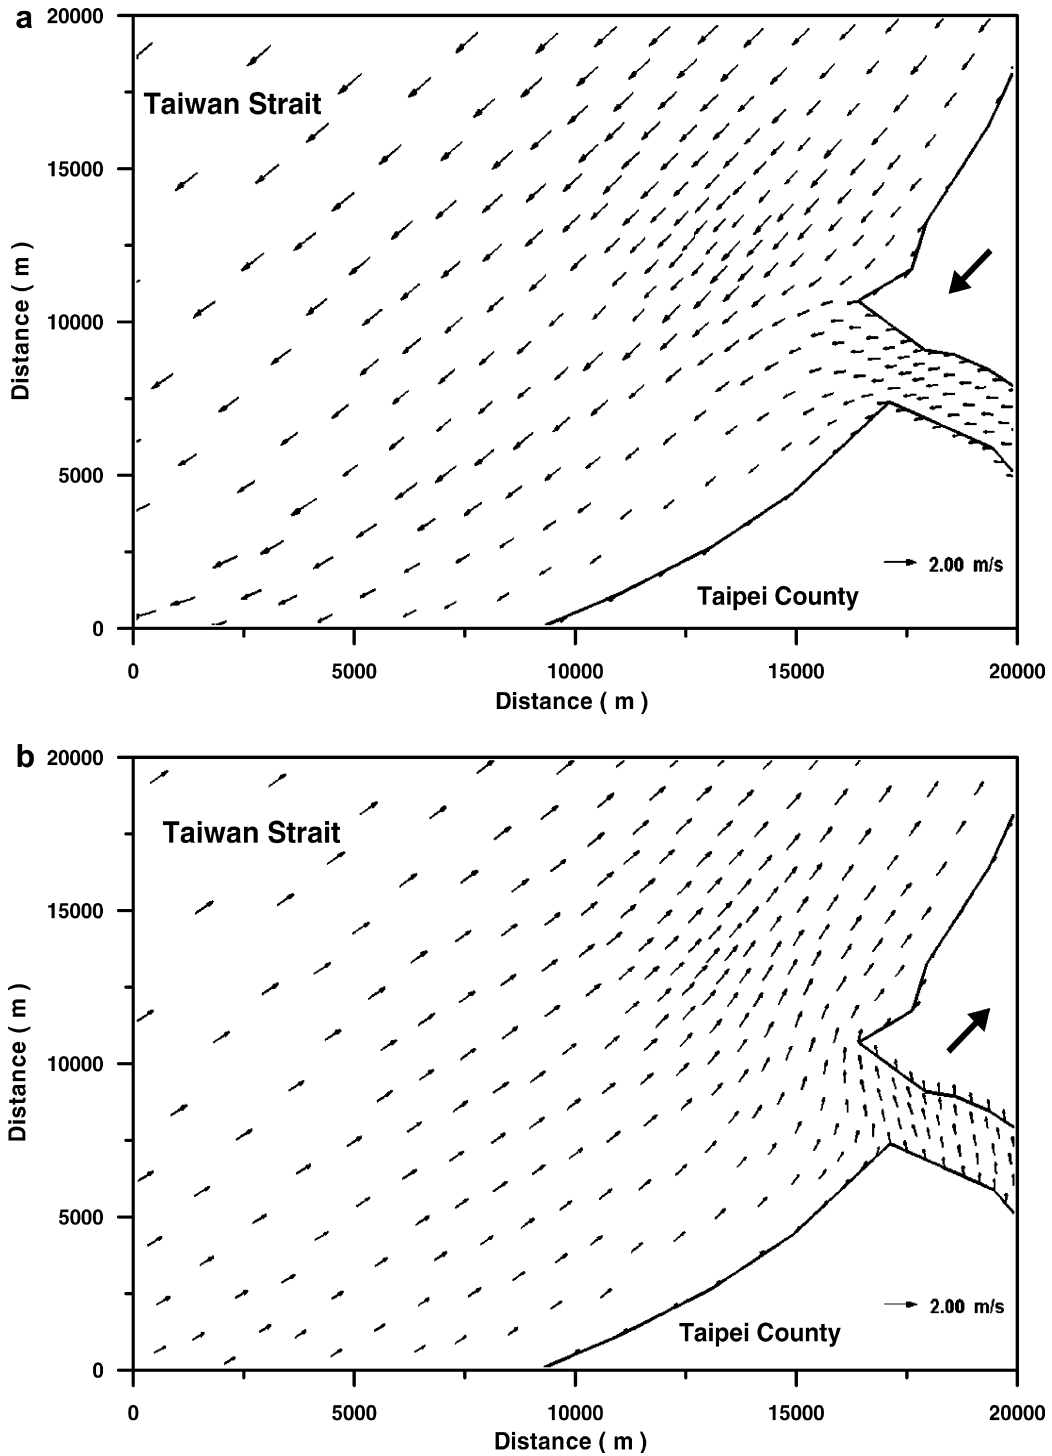 a
20000
Taiwan Strait
15000
Distance ( m )
10000
5000
2.00 m/s
Taipei County
0
0 5000 10000 15000 20000
Distance ( m )
b
20000
Taiwan Strait
15000
Distance ( m )
10000
5000
2.00 m/s
Taipei County
0
0 5000 10000 15000 20000
Distance ( m )